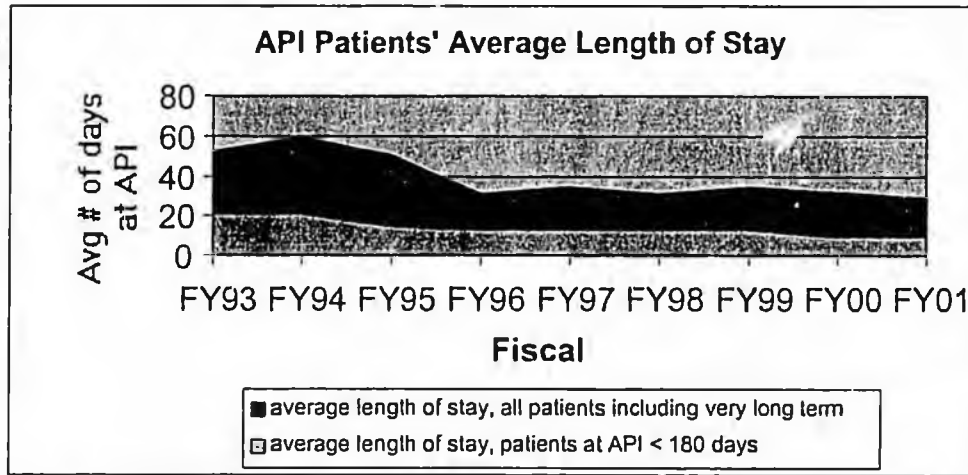 API Patients' Average Length of Stay
Avg # of days
at API
80
60
40
20
0
FY93 FY94 FY95 FY96 FY97 FY98 FY99 FY00 FY01
Fiscal
average length of stay, all patients including very long term
average length of stay, patients at API < 180 days